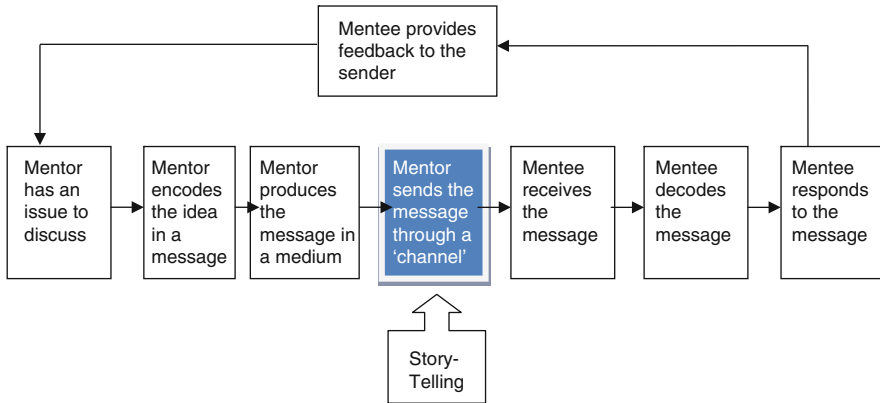 Mentee provides
feedback to the
sender
Mentor
has an
issue to
discuss
Mentor
encodes
the idea
in a
message
Mentor
produces
the
message in
a medium
Mentor
sends the
message
through a
‘channel’
Mentee
receives
the
message
Mentee
decodes
the
message
Mentee
responds
to the
message
Story-
Telling